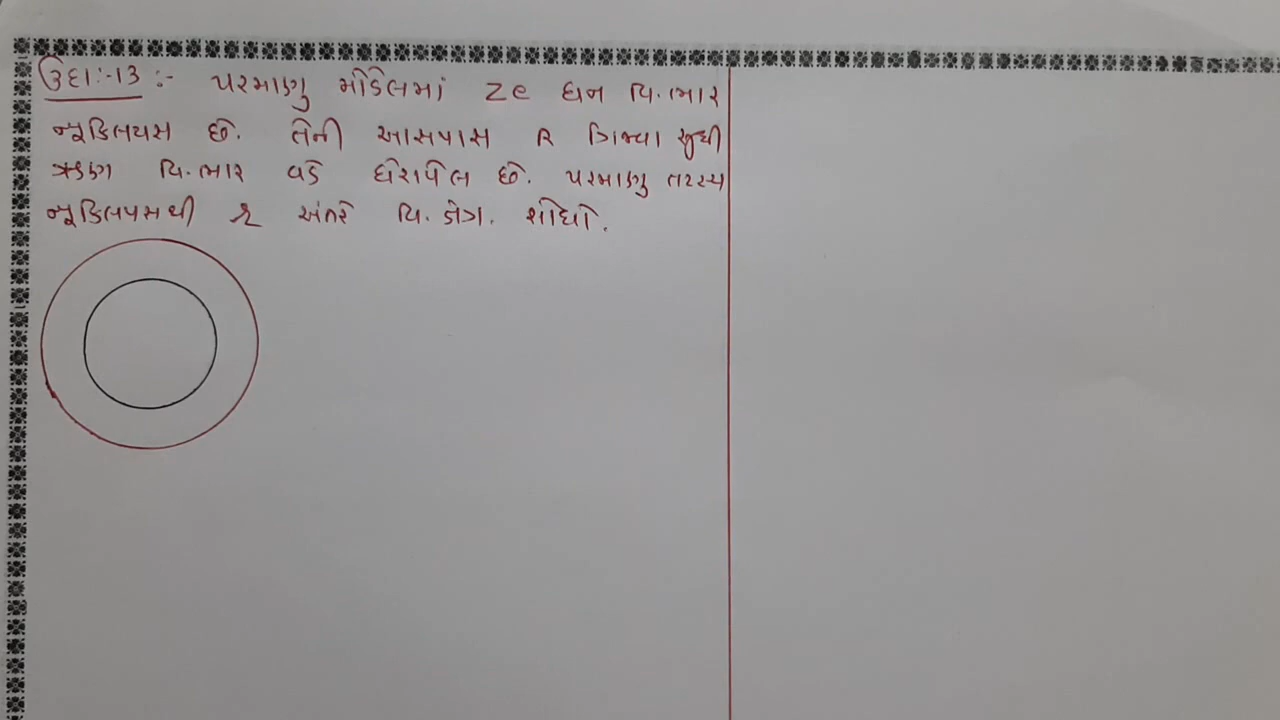 ઉદા:-13 :- પરમાણુ મોડેલમાં ze ધન વિ.ભાર
ન્યૂક્લિયસ છે. તેની આસપાસ R ત્રિજ્યા સુધી
ઋણ વિ.ભાર વડે ઘેરાયેલ છે. પરમાણુ તટસ્થ
ન્યૂક્લિયસથી r અંતરે વિ. ક્ષેત્ર. શોધો.